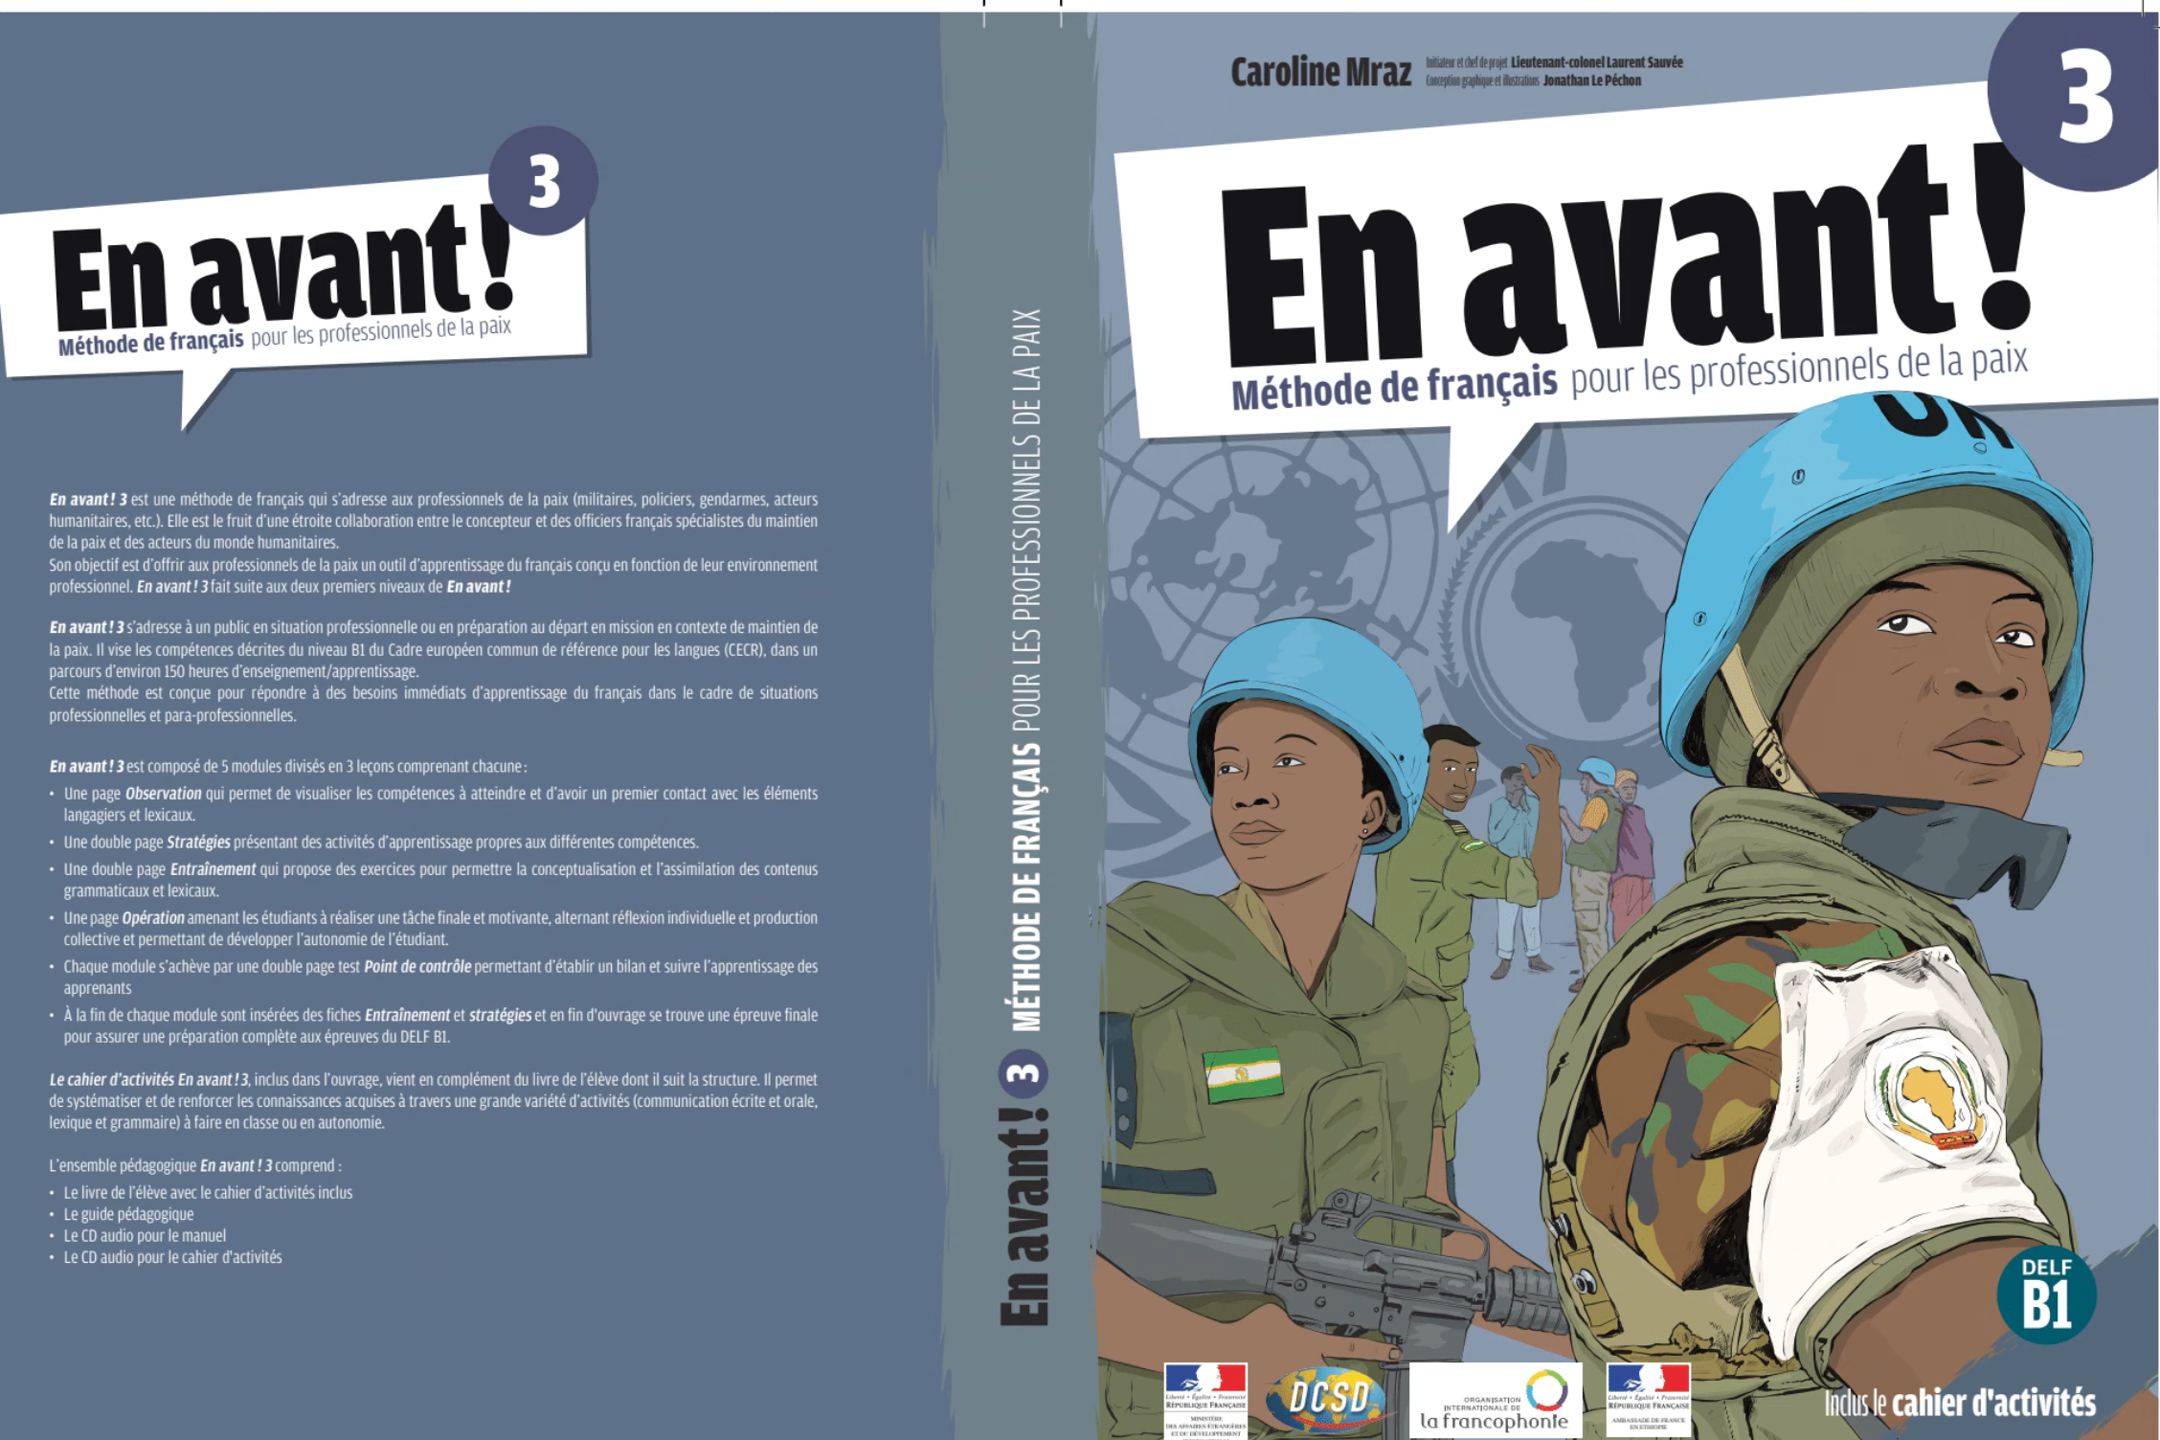 En avant !
3
Méthode de français pour les professionnels de la paix
En avant ! 3 est une méthode de français qui s'adresse aux professionnels de la paix (militaires, policiers, gendarmes, acteurs
humanitaires, etc.). Elle est le fruit d'une étroite collaboration entre le concepteur et des officiers français spécialistes du maintien
de la paix et des acteurs du monde humanitaires.
Son objectif est d'offrir aux professionnels de la paix un outil d'apprentissage du français conçu en fonction de leur environnement
professionnel. En avant ! 3 fait suite aux deux premiers niveaux de En avant !
En avant ! 3 s'adresse à un public en situation professionnelle ou en préparation au départ en mission en contexte de maintien de
la paix. Il vise les compétences décrites du niveau B1 du Cadre européen commun de référence pour les langues (CECR), dans un
parcours d'environ 150 heures d'enseignement/apprentissage.
Cette méthode est conçue pour répondre à des besoins immédiats d'apprentissage du français dans le cadre de situations
professionnelles et para-professionnelles.
En avant ! 3 est composé de 5 modules divisés en 3 leçons comprenant chacune :
• Une page Observation qui permet de visualiser les compétences à atteindre et d'avoir un premier contact avec les éléments
langagiers et lexicaux.
• Une double page Stratégies présentant des activités d'apprentissage propres aux différentes compétences.
• Une double page Entraînement qui propose des exercices pour permettre la conceptualisation et l'assimilation des contenus
grammaticaux et lexicaux.
• Une page Opération amenant les étudiants à réaliser une tâche finale et motivante, alternant réflexion individuelle et production
collective et permettant de développer l'autonomie de l'étudiant.
• Chaque module s'achève par une double page test Point de contrôle permettant d'établir un bilan et suivre l'apprentissage des
apprenants
• À la fin de chaque module sont insérées des fiches Entraînement et stratégies et en fin d'ouvrage se trouve une épreuve finale
pour assurer une préparation complète aux épreuves du DELF B1.
Le cahier d'activités En avant ! 3, inclus dans l'ouvrage, vient en complément du livre de l'élève dont il suit la structure. Il permet
de systématiser et de renforcer les connaissances acquises à travers une grande variété d'activités (communication écrite et orale,
lexique et grammaire) à faire en classe ou en autonomie.
L'ensemble pédagogique En avant ! 3 comprend :
• Le livre de l'élève avec le cahier d'activités inclus
• Le guide pédagogique
• Le CD audio pour le manuel
• Le CD audio pour le cahier d'activités
En avant ! 3 MÉTHODE DE FRANÇAIS POUR LES PROFESSIONNELS DE LA PAIX
Caroline Mraz
Initiateur et chef de projet Lieutenant-colonel Laurent Sauvée
Conception graphique et illustrations Jonathan Le Péchon
3
En avant !
Méthode de français pour les professionnels de la paix
UN
DELF
B1
Liberté • Égalité • Fraternité
RÉPUBLIQUE FRANÇAISE
MINISTÈRE
DES AFFAIRES ÉTRANGÈRES
ET DU DÉVELOPPEMENT
DCSD
ORGANISATION
INTERNATIONALE DE
la francophonie
Liberté • Égalité • Fraternité
RÉPUBLIQUE FRANÇAISE
AMBASSADE DE FRANCE
EN ETHIOPIE
Inclus le cahier d'activités